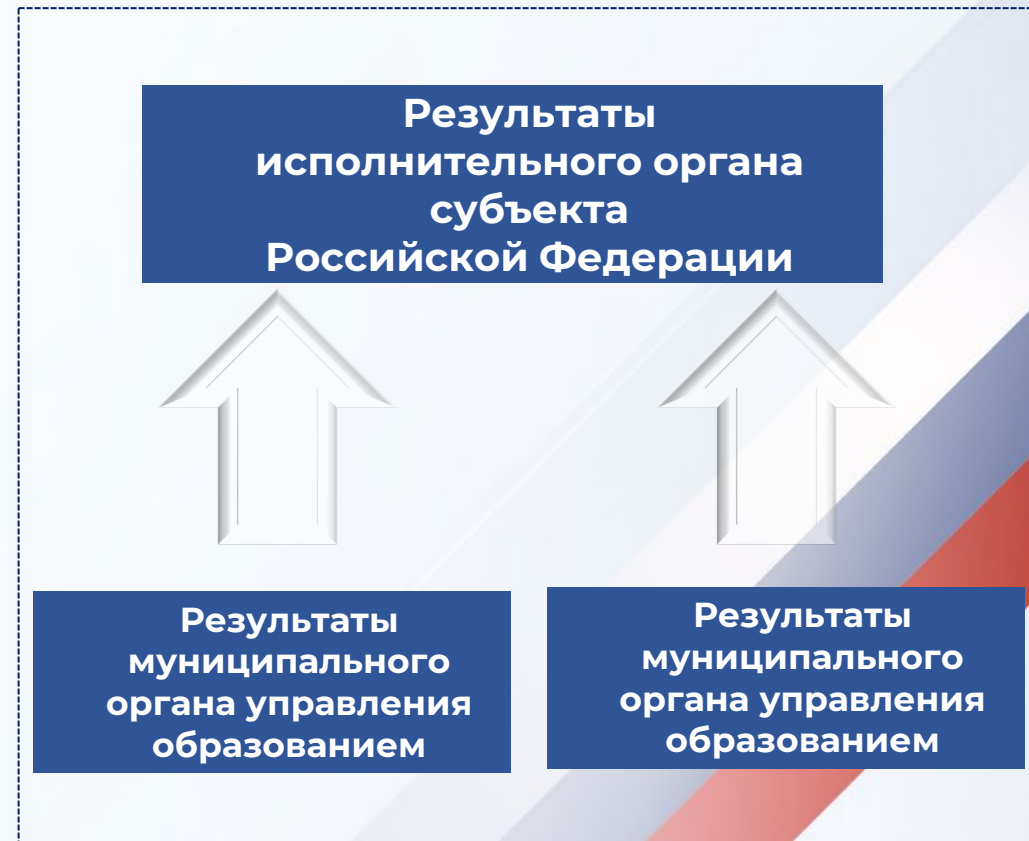 Результаты
исполнительного органа
субъекта
Российской Федерации
Результаты
муниципального
органа управления
образованием
Результаты
муниципального
органа управления
образованием